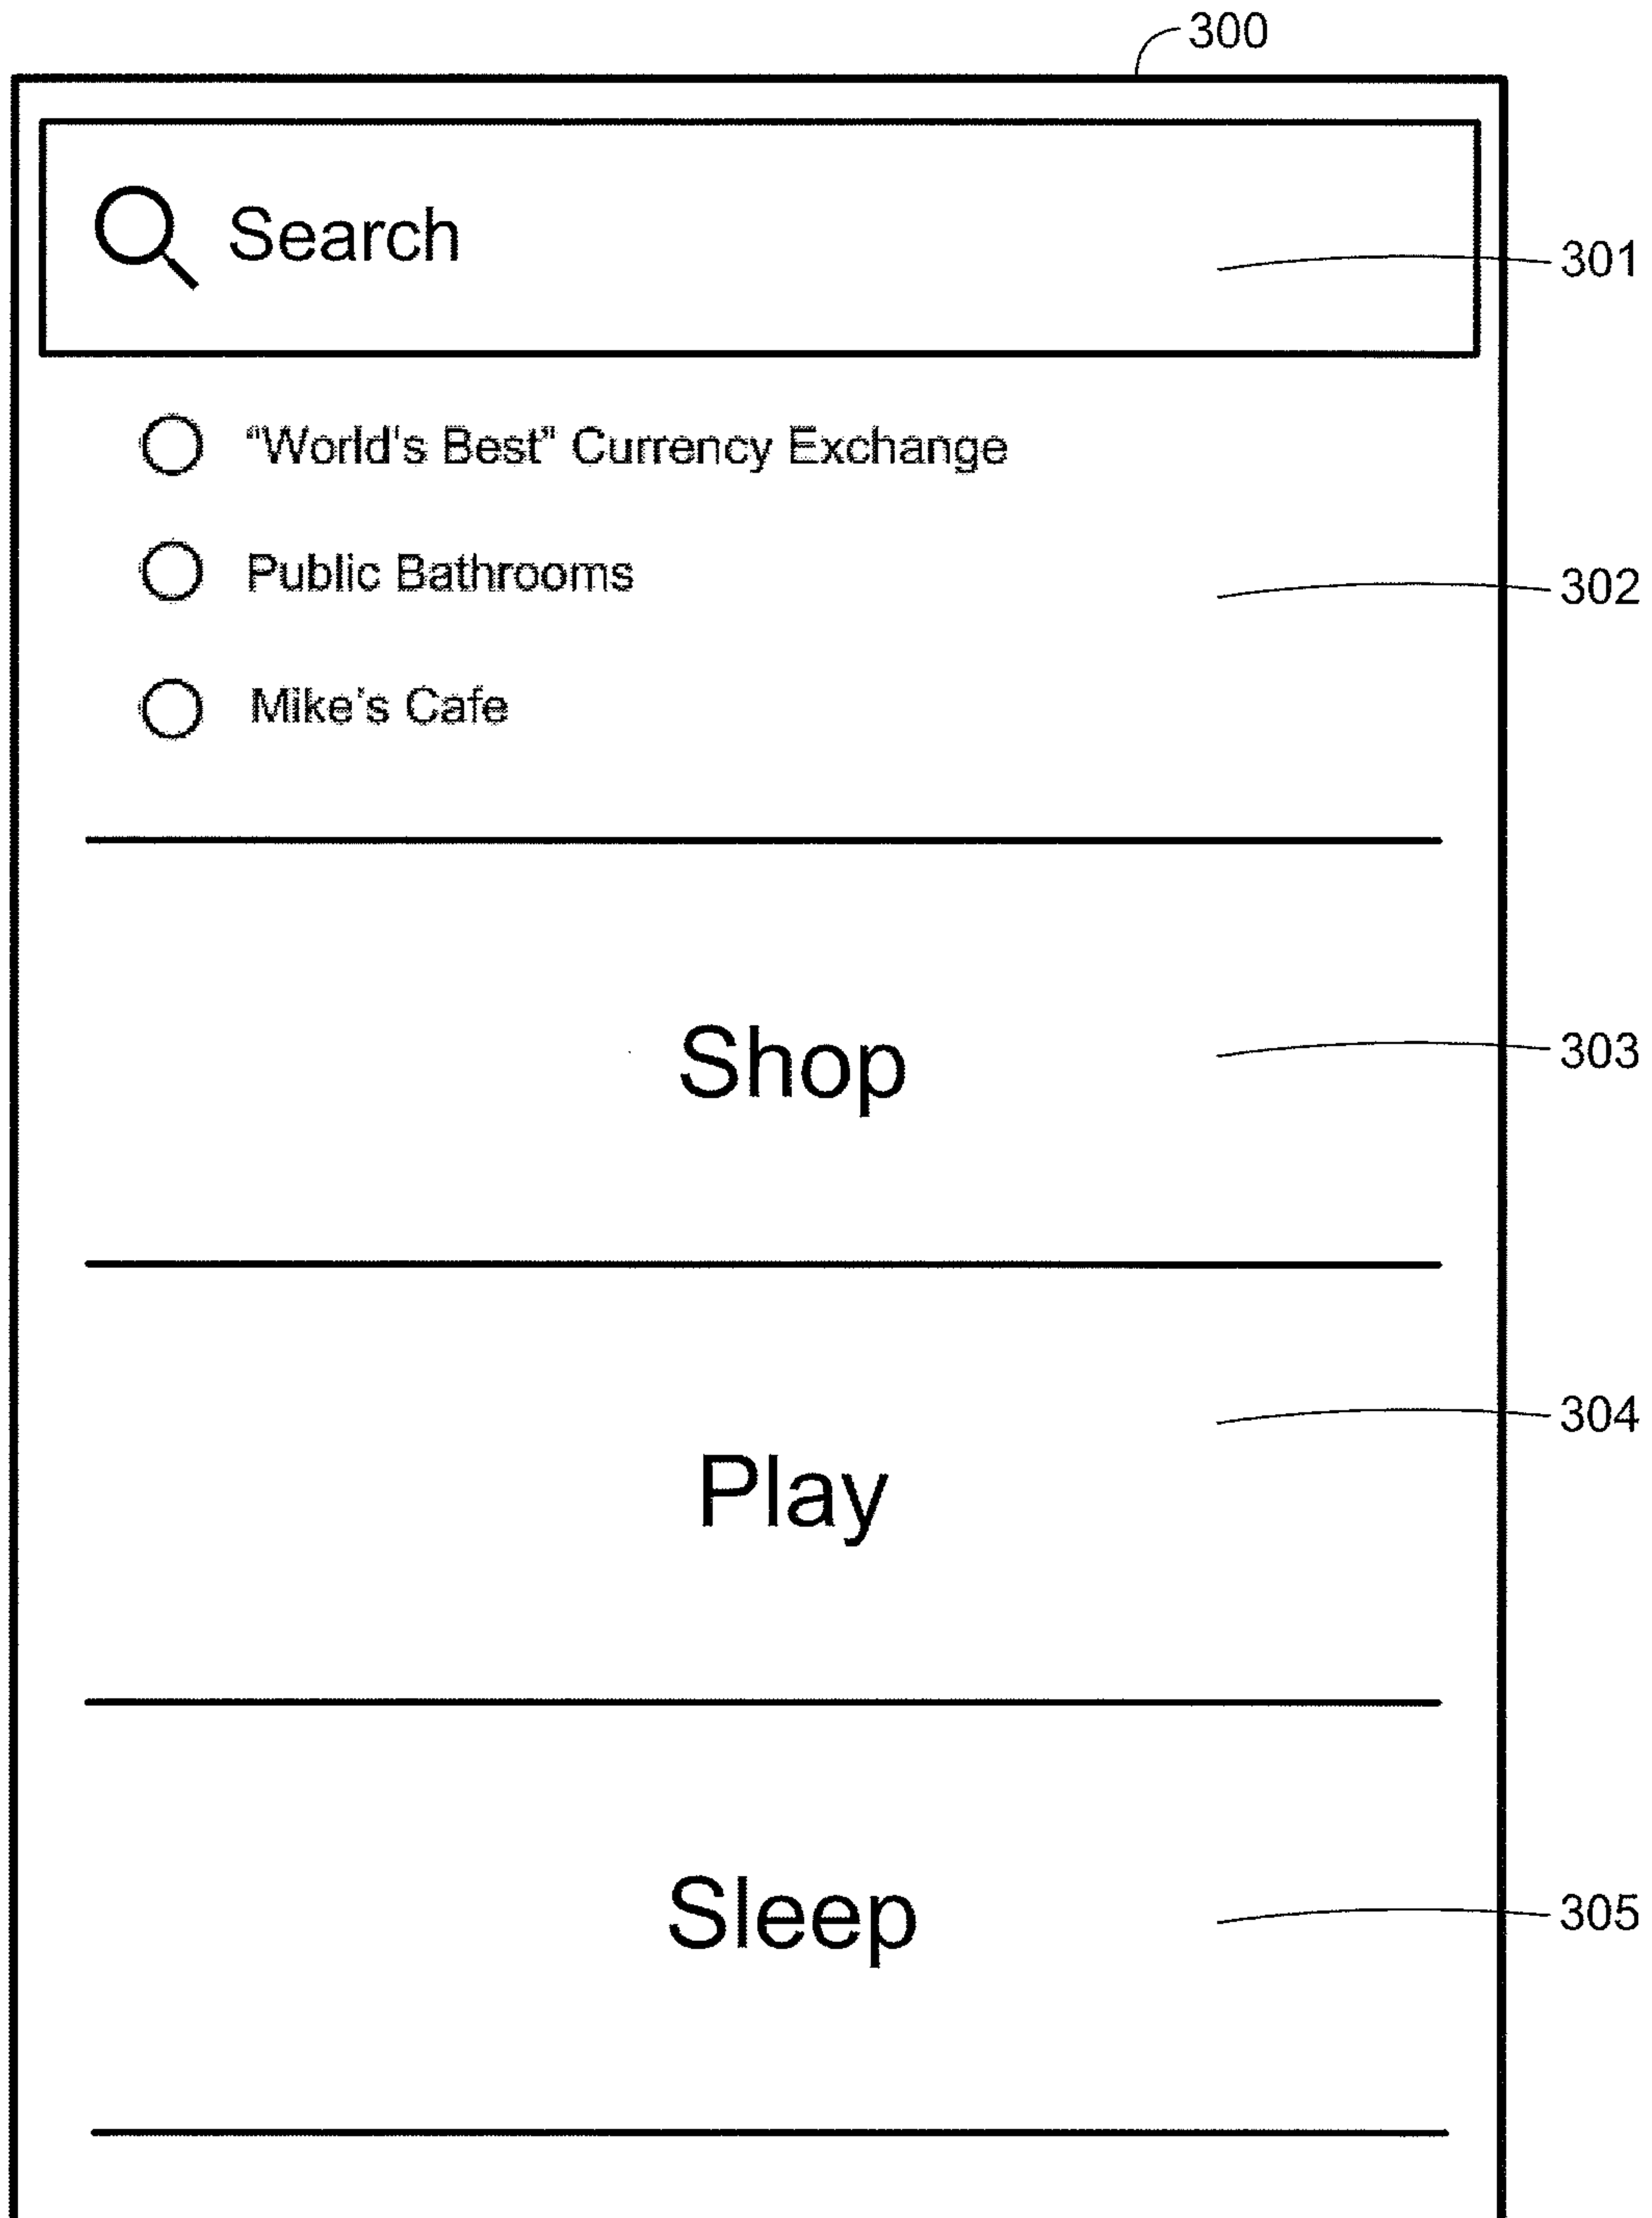 300
Search
301
“World's Best” Currency Exchange
Public Bathrooms
302
Mike's Cafe
Shop
303
304
Play
Sleep
305